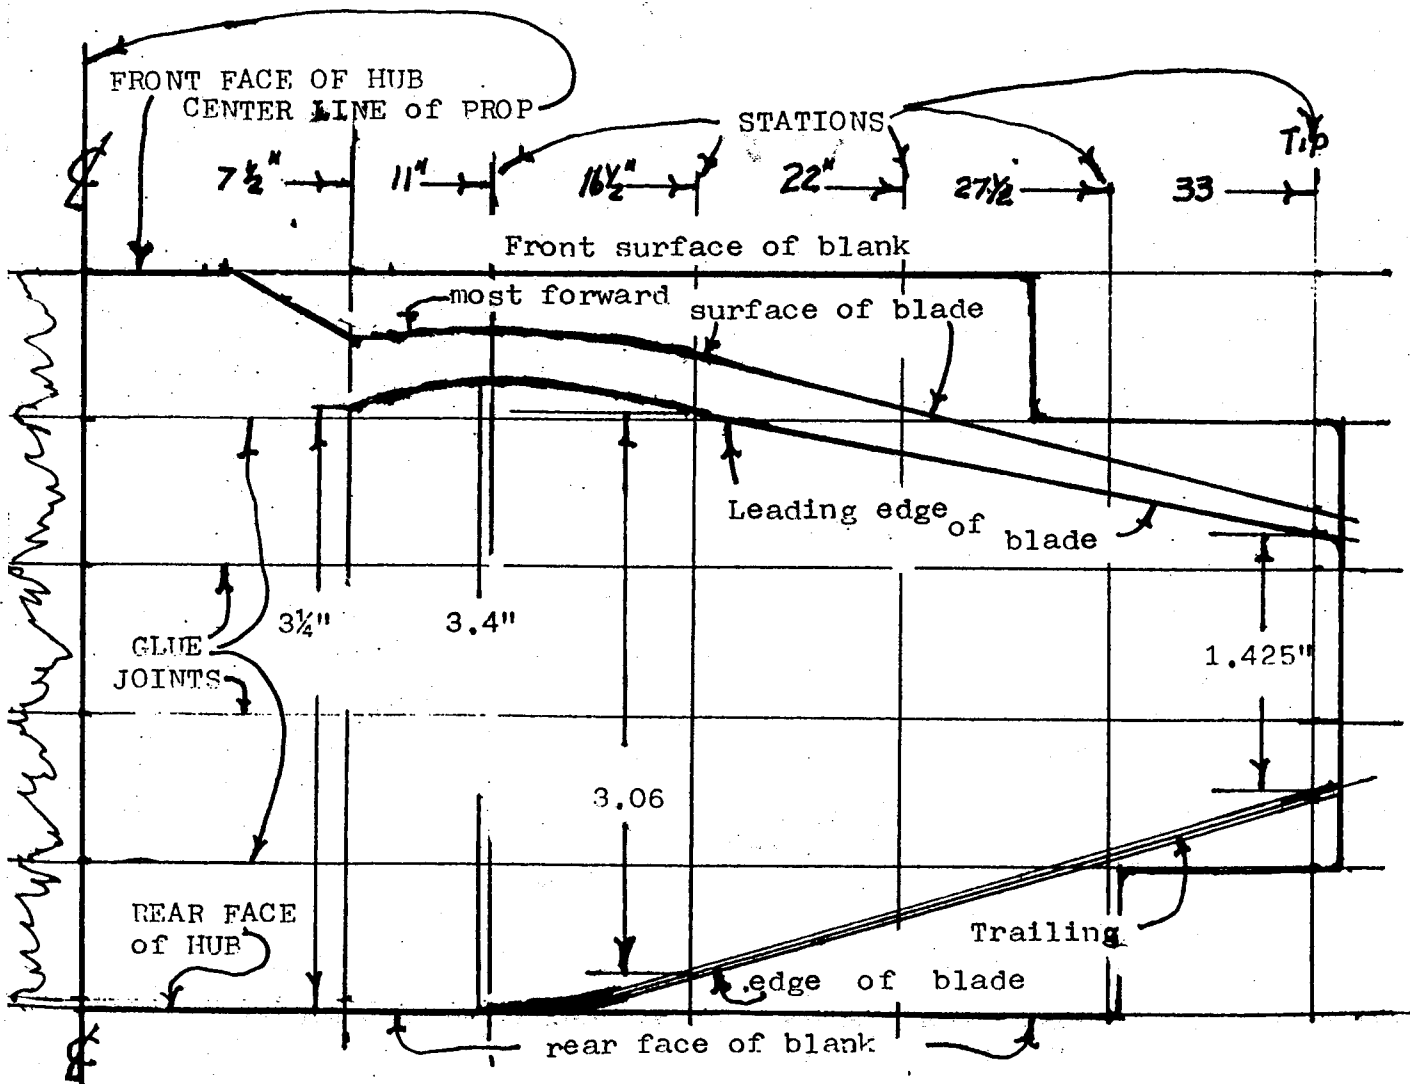 FRONT FACE OF HUB
CENTER LINE of PROP
STATIONS
Tip
7 ½"
11"
16½"
22"
27½
33
Front surface of blank
most forward
surface of blade
Leading edge
of
blade
3¼"
3.4"
GLUE
JOINTS
1.425"
3.06
REAR FACE
of HUB
Trailing
edge of blade
rear face of blank